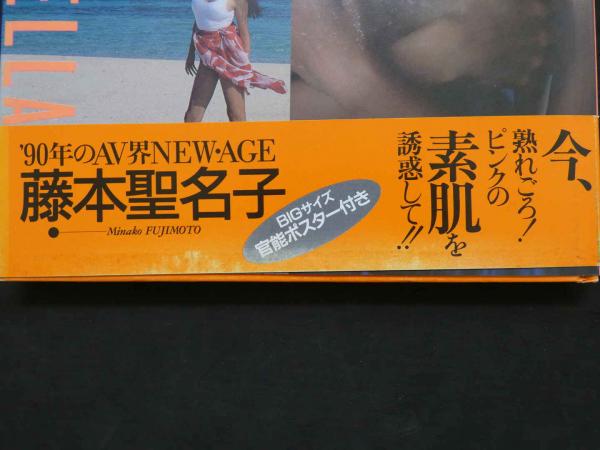 ELLA
'90年のAV界NEW・AGE
藤本聖名子
Minako FUJIMOTO
BIGサイズ
官能ポスター付き
今、
熟れごろ!
ピンクの
素肌を
誘惑して!!